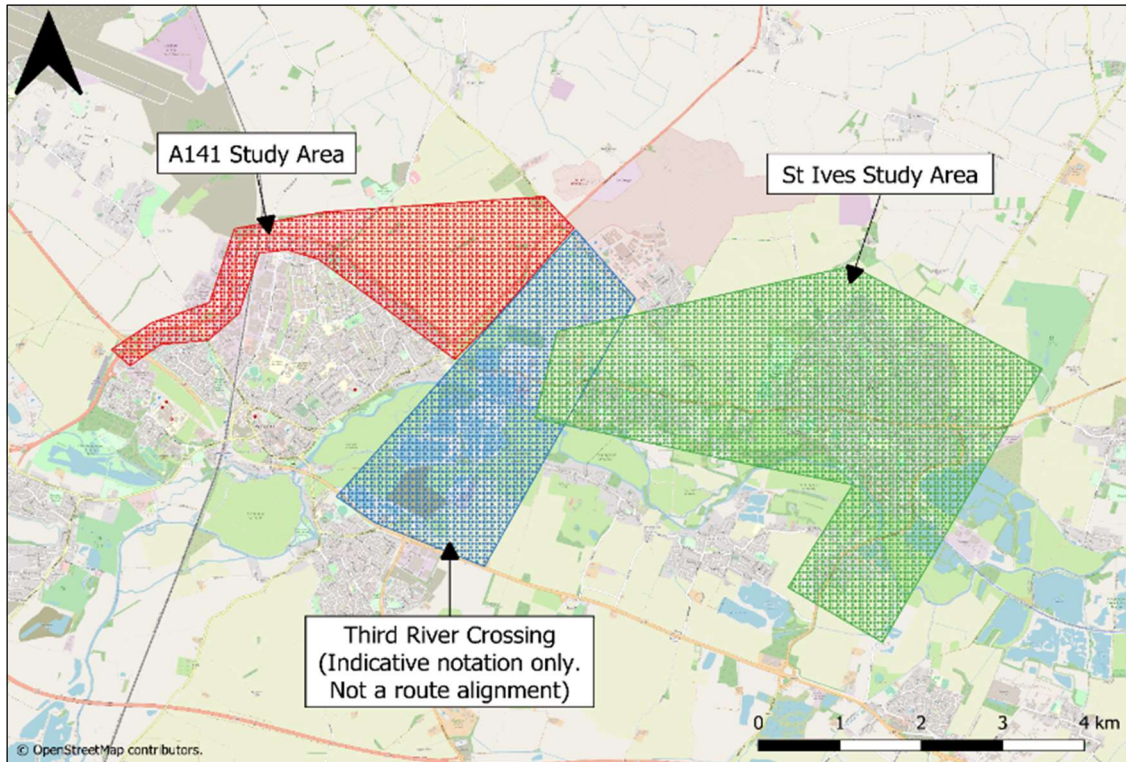 A141 Study Area
St Ives Study Area
Third River Crossing
(Indicative notation only.
Not a route alignment)
0 1 2 3 4 km
© OpenStreetMap contributors.